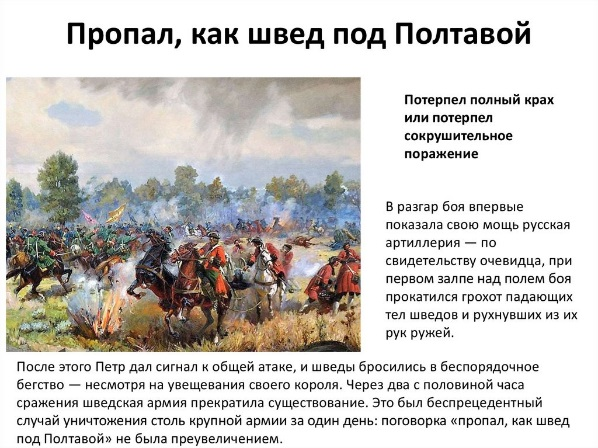 Пропал, как швед под Полтавой
Потерпел полный крах
или потерпел
сокрушительное
поражение
В разгар боя впервые
показала свою мощь русская
артиллерия — по
свидетельству очевидца, при
первом залпе над полем боя
прокатился грохот падающих
тел шведов и рухнувших из их
рук ружей.
После этого Петр дал сигнал к общей атаке, и шведы бросились в беспорядочное
бегство — несмотря на увещевания своего короля. Через два с половиной часа
сражения шведская армия прекратила существование. Это был беспрецедентный
случай уничтожения столь крупной армии за один день: поговорка «пропал, как швед
под Полтавой» не была преувеличением.